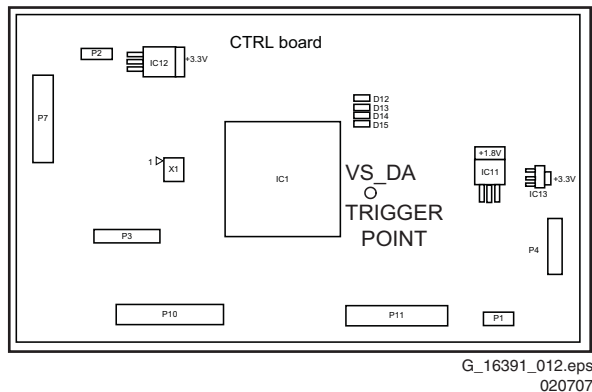 CTRL board
P2
IC12
+3.3V
P7
D12
D13
D14
D15
1
X1
IC1
VS_DA
TRIGGER
POINT
+1.8V
IC11
+3.3V
IC13
P3
P4
P10
P11
P1
G_16391_012.eps
020707